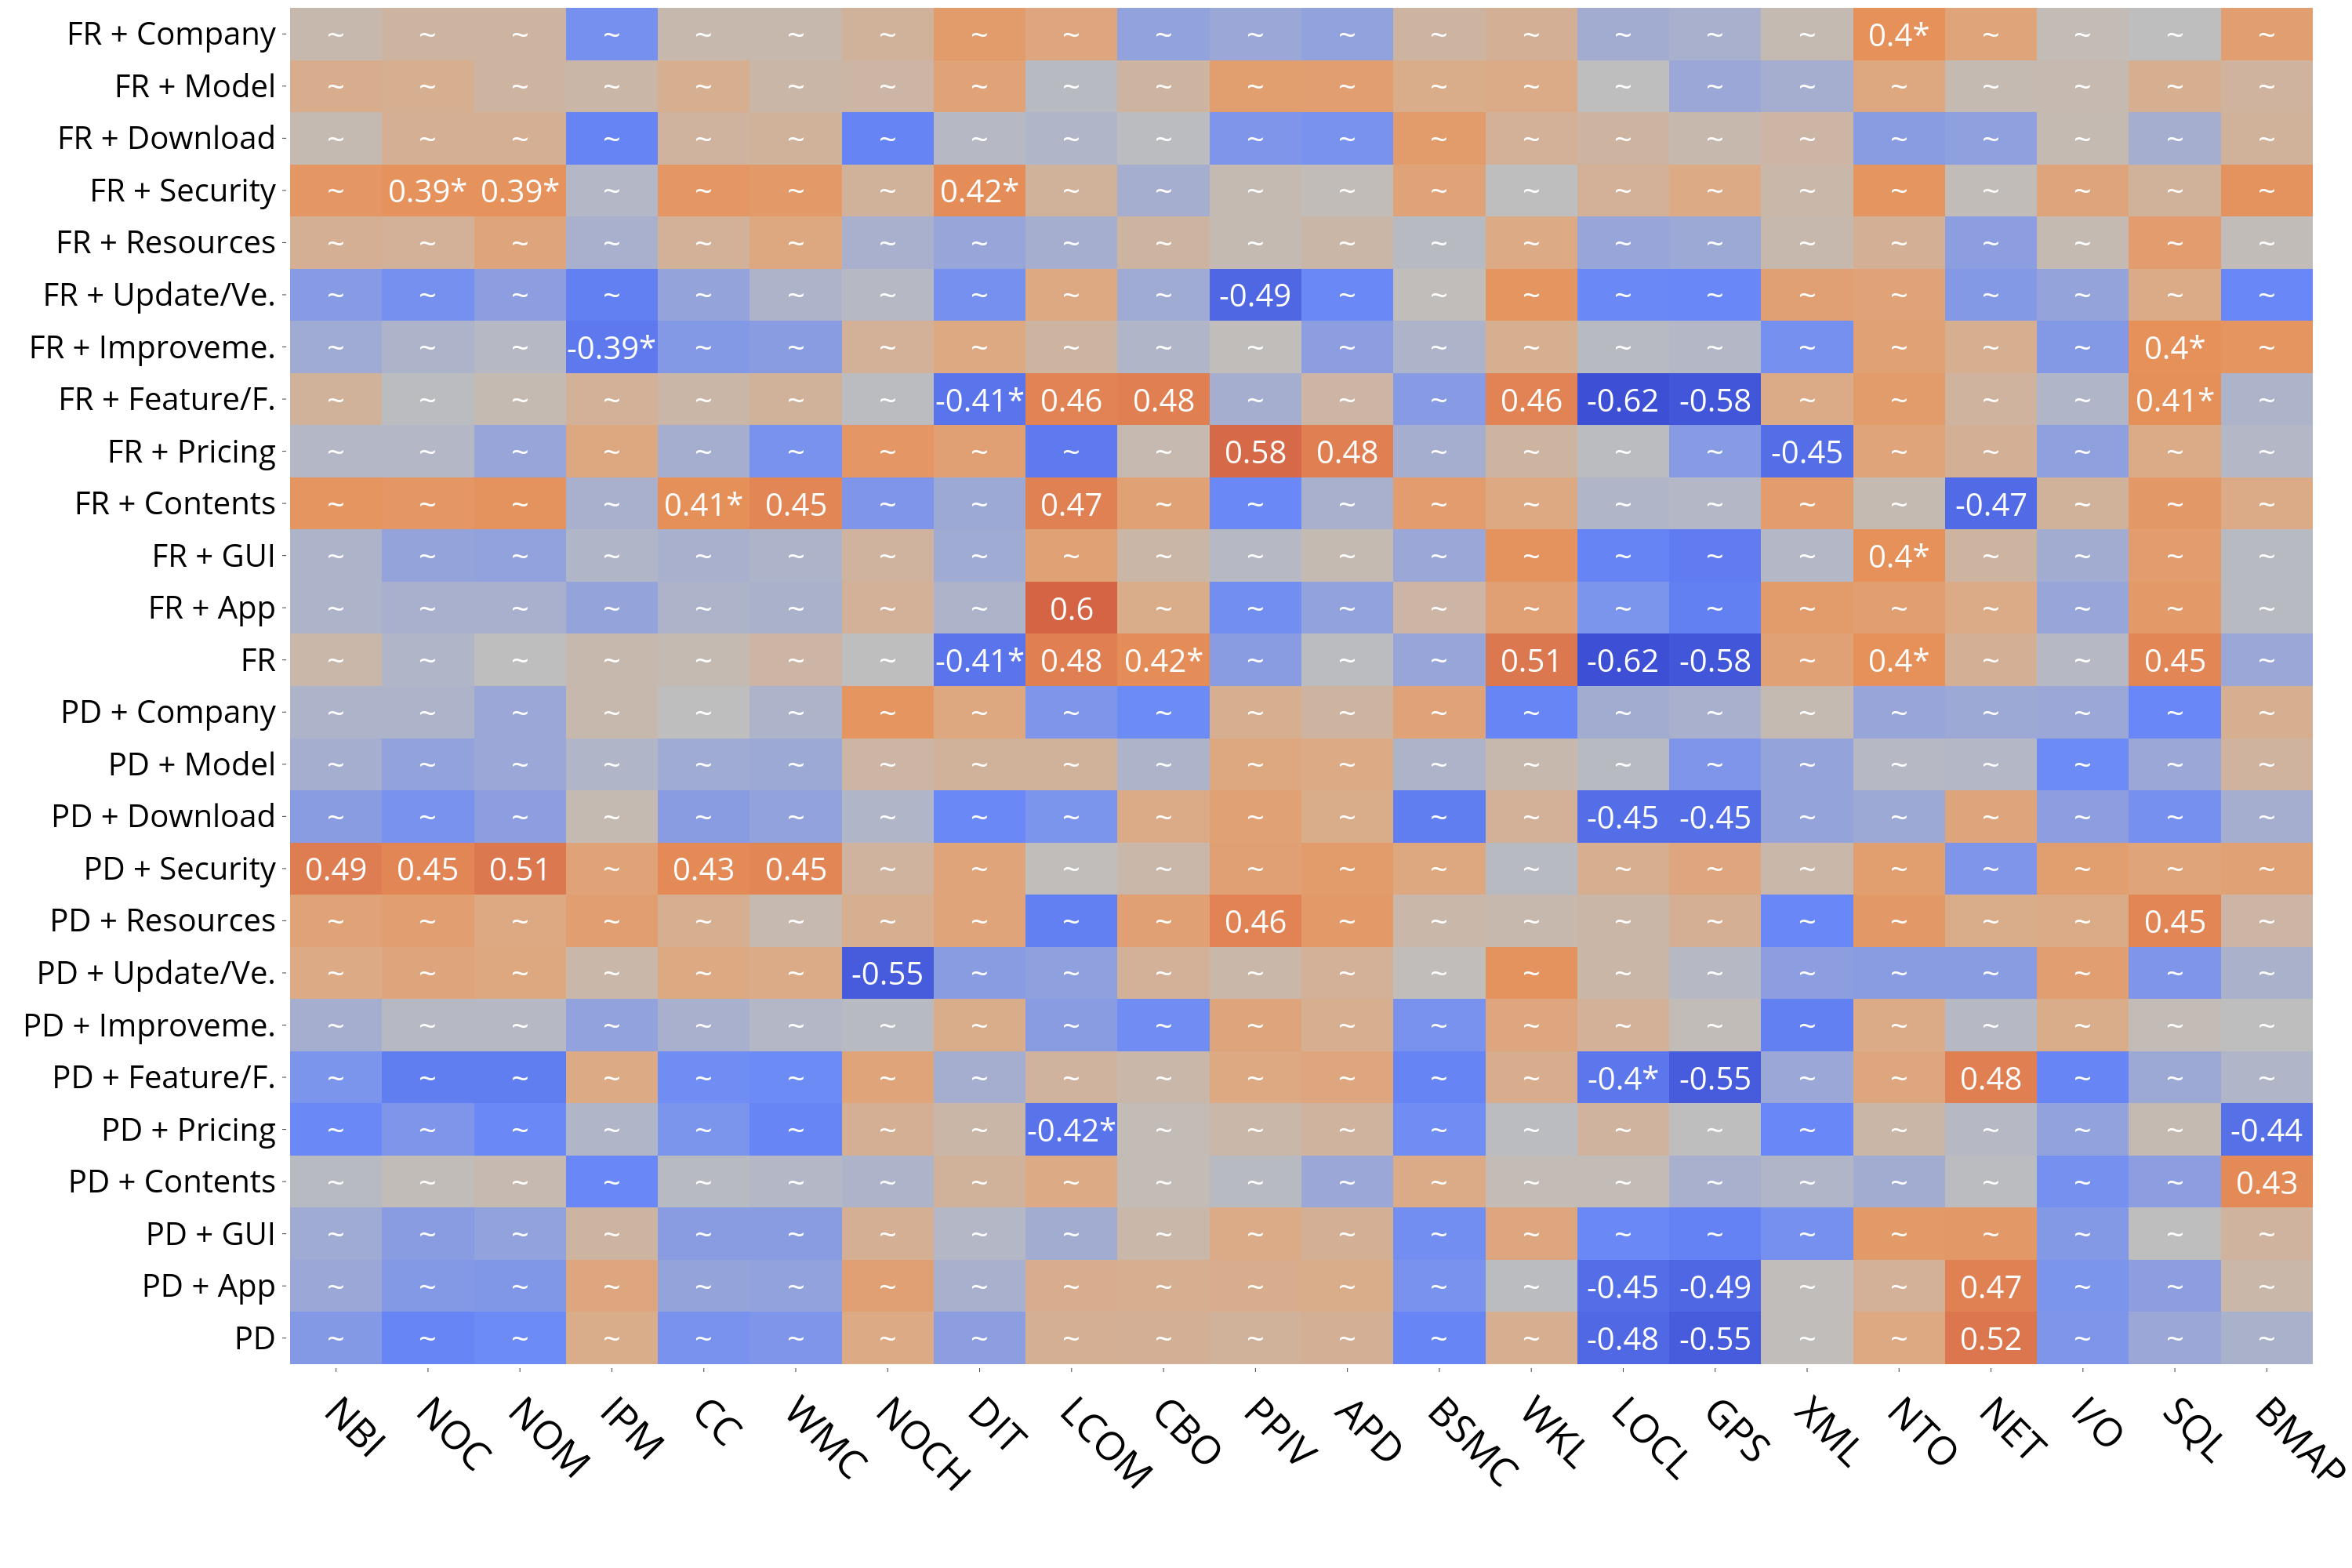 FR + Company ~ ~ ~ ~ ~ ~ ~ ~ ~ ~ ~ ~ ~ ~ ~ ~ ~ 0.4* ~ ~ ~ ~
FR + Model ~ ~ ~ ~ ~ ~ ~ ~ ~ ~ ~ ~ ~ ~ ~ ~ ~ ~ ~ ~ ~ ~
FR + Download ~ ~ ~ ~ ~ ~ ~ ~ ~ ~ ~ ~ ~ ~ ~ ~ ~ ~ ~ ~ ~ ~
FR + Security ~ 0.39* 0.39* ~ ~ ~ ~ 0.42* ~ ~ ~ ~ ~ ~ ~ ~ ~ ~ ~ ~ ~ ~
FR + Resources ~ ~ ~ ~ ~ ~ ~ ~ ~ ~ ~ ~ ~ ~ ~ ~ ~ ~ ~ ~ ~ ~
FR + Update/Ve. ~ ~ ~ ~ ~ ~ ~ ~ ~ ~ -0.49 ~ ~ ~ ~ ~ ~ ~ ~ ~ ~ ~
FR + Improveme. ~ ~ ~ -0.39* ~ ~ ~ ~ ~ ~ ~ ~ ~ ~ ~ ~ ~ ~ ~ ~ 0.4* ~
FR + Feature/F. ~ ~ ~ ~ ~ ~ ~ -0.41* 0.46 0.48 ~ ~ ~ 0.46 -0.62 -0.58 ~ ~ ~ ~ 0.41* ~
FR + Pricing ~ ~ ~ ~ ~ ~ ~ ~ ~ ~ 0.58 0.48 ~ ~ ~ ~ -0.45 ~ ~ ~ ~ ~
FR + Contents ~ ~ ~ ~ 0.41* 0.45 ~ ~ 0.47 ~ ~ ~ ~ ~ ~ ~ ~ ~ -0.47 ~ ~ ~
FR + GUI ~ ~ ~ ~ ~ ~ ~ ~ ~ ~ ~ ~ ~ ~ ~ ~ ~ 0.4* ~ ~ ~ ~
FR + App ~ ~ ~ ~ ~ ~ ~ ~ 0.6 ~ ~ ~ ~ ~ ~ ~ ~ ~ ~ ~ ~ ~
FR ~ ~ ~ ~ ~ ~ ~ -0.41* 0.48 0.42* ~ ~ ~ 0.51 -0.62 -0.58 ~ 0.4* ~ ~ 0.45 ~
PD + Company ~ ~ ~ ~ ~ ~ ~ ~ ~ ~ ~ ~ ~ ~ ~ ~ ~ ~ ~ ~ ~ ~
PD + Model ~ ~ ~ ~ ~ ~ ~ ~ ~ ~ ~ ~ ~ ~ ~ ~ ~ ~ ~ ~ ~ ~
PD + Download ~ ~ ~ ~ ~ ~ ~ ~ ~ ~ ~ ~ ~ ~ -0.45 -0.45 ~ ~ ~ ~ ~ ~
PD + Security 0.49 0.45 0.51 ~ 0.43 0.45 ~ ~ ~ ~ ~ ~ ~ ~ ~ ~ ~ ~ ~ ~ ~ ~
PD + Resources ~ ~ ~ ~ ~ ~ ~ ~ ~ ~ 0.46 ~ ~ ~ ~ ~ ~ ~ ~ ~ 0.45 ~
PD + Update/Ve. ~ ~ ~ ~ ~ ~ -0.55 ~ ~ ~ ~ ~ ~ ~ ~ ~ ~ ~ ~ ~ ~ ~
PD + Improveme. ~ ~ ~ ~ ~ ~ ~ ~ ~ ~ ~ ~ ~ ~ ~ ~ ~ ~ ~ ~ ~ ~
PD + Feature/F. ~ ~ ~ ~ ~ ~ ~ ~ ~ ~ ~ ~ ~ ~ -0.4* -0.55 ~ ~ 0.48 ~ ~ ~
PD + Pricing ~ ~ ~ ~ ~ ~ ~ ~ -0.42* ~ ~ ~ ~ ~ ~ ~ ~ ~ ~ ~ ~ -0.44
PD + Contents ~ ~ ~ ~ ~ ~ ~ ~ ~ ~ ~ ~ ~ ~ ~ ~ ~ ~ ~ ~ ~ 0.43
PD + GUI ~ ~ ~ ~ ~ ~ ~ ~ ~ ~ ~ ~ ~ ~ ~ ~ ~ ~ ~ ~ ~ ~
PD + App ~ ~ ~ ~ ~ ~ ~ ~ ~ ~ ~ ~ ~ ~ -0.45 -0.49 ~ ~ 0.47 ~ ~ ~
PD ~ ~ ~ ~ ~ ~ ~ ~ ~ ~ ~ ~ ~ ~ -0.48 -0.55 ~ ~ 0.52 ~ ~ ~
NBI NOC NOM IPM CC WMC NOCH DIT LCOM CBO PPIV APD BSMC WKL LOCL GPS XML NTO NET I/O SQL BMAP